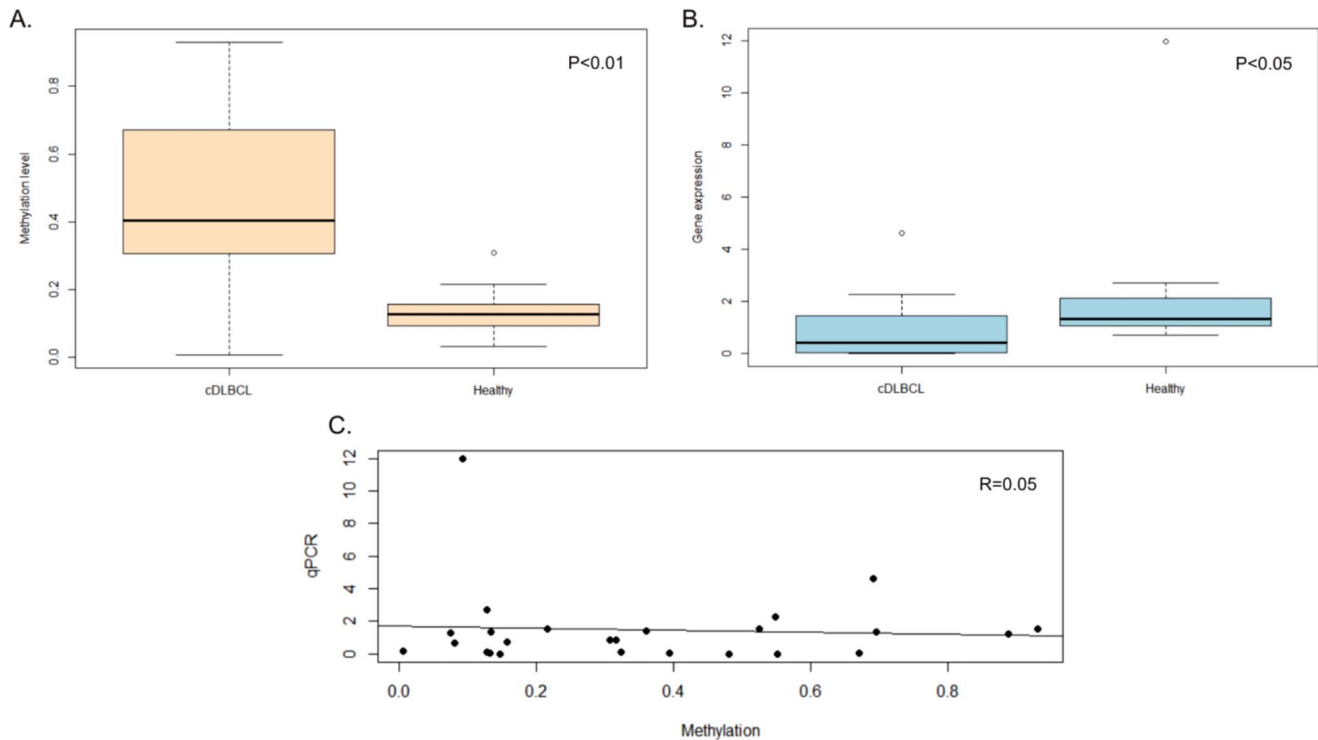 A.
P<0.01
Methylation level
0.0 0.2 0.4 0.6 0.8
cDLBCL Healthy
B.
P<0.05
Gene expression
0 2 4 6 8 10 12
cDLBCL Healthy
C.
R=0.05
qPCR
0 2 4 6 8 10 12
0.0 0.2 0.4 0.6 0.8
Methylation